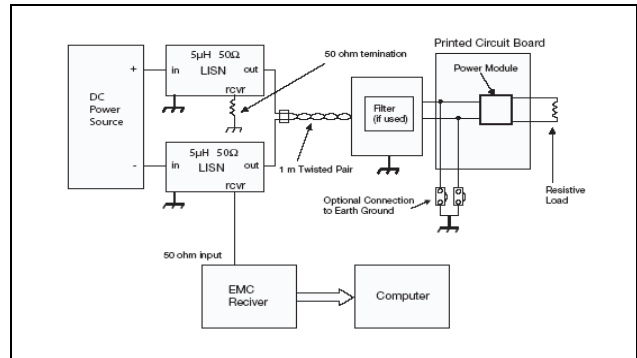 Printed Circuit Board
Power Module
5µH 50Ω
LISN
in
out
rcvr
50 ohm temination
+
DC
Power
Source
-
Filter
(if used)
5µH 50Ω
LISN
in
out
rcvr
1 m Twisted Pair
Optional Connection
to Earth Ground
Resistive
Load
50 ohm input
EMC
Reciver
Computer